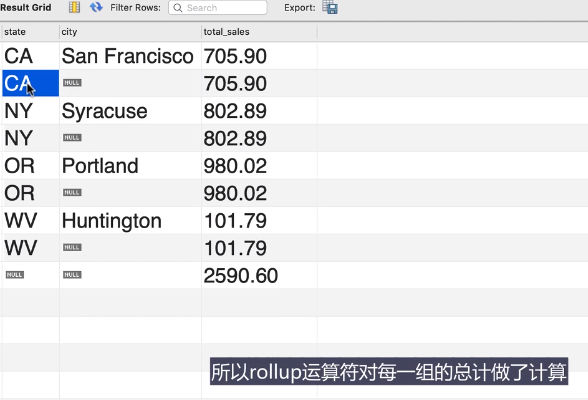 Result Grid Filter Rows: Search Export:
state city total_sales
CA San Francisco 705.90
CA NULL 705.90
NY Syracuse 802.89
NY NULL 802.89
OR Portland 980.02
OR NULL 980.02
WV Huntington 101.79
WV NULL 101.79
NULL NULL 2590.60
所以rollup运算符对每一组的总计做了计算